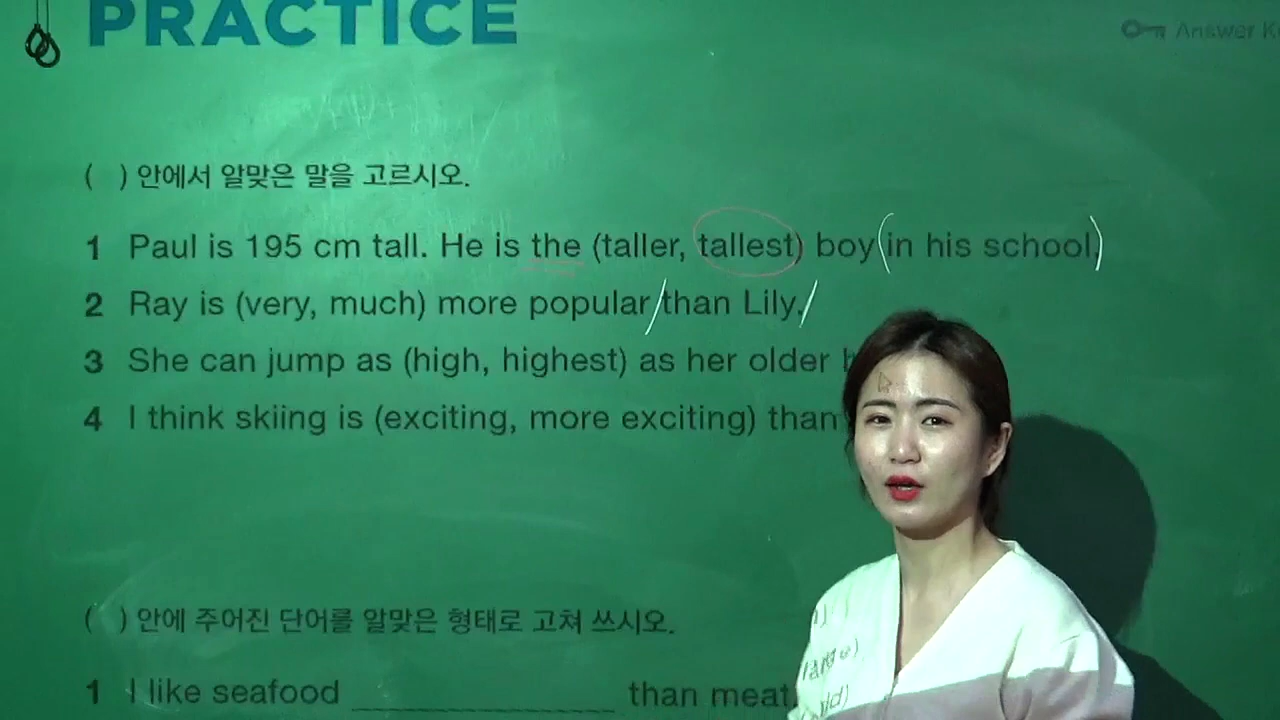 PRACTICE
Answer
( ) 안에서 알맞은 말을 고르시오.
1 Paul is 195 cm tall. He is the (taller, tallest) boy (in his school.)
2 Ray is (very, much) more popular / than Lily. /
3 She can jump as (high, highest) as her older
4 I think skiing is (exciting, more exciting) than
( ) 안에 주어진 단어를 알맞은 형태로 고쳐 쓰시오.
1 I like seafood ____________ than meat.